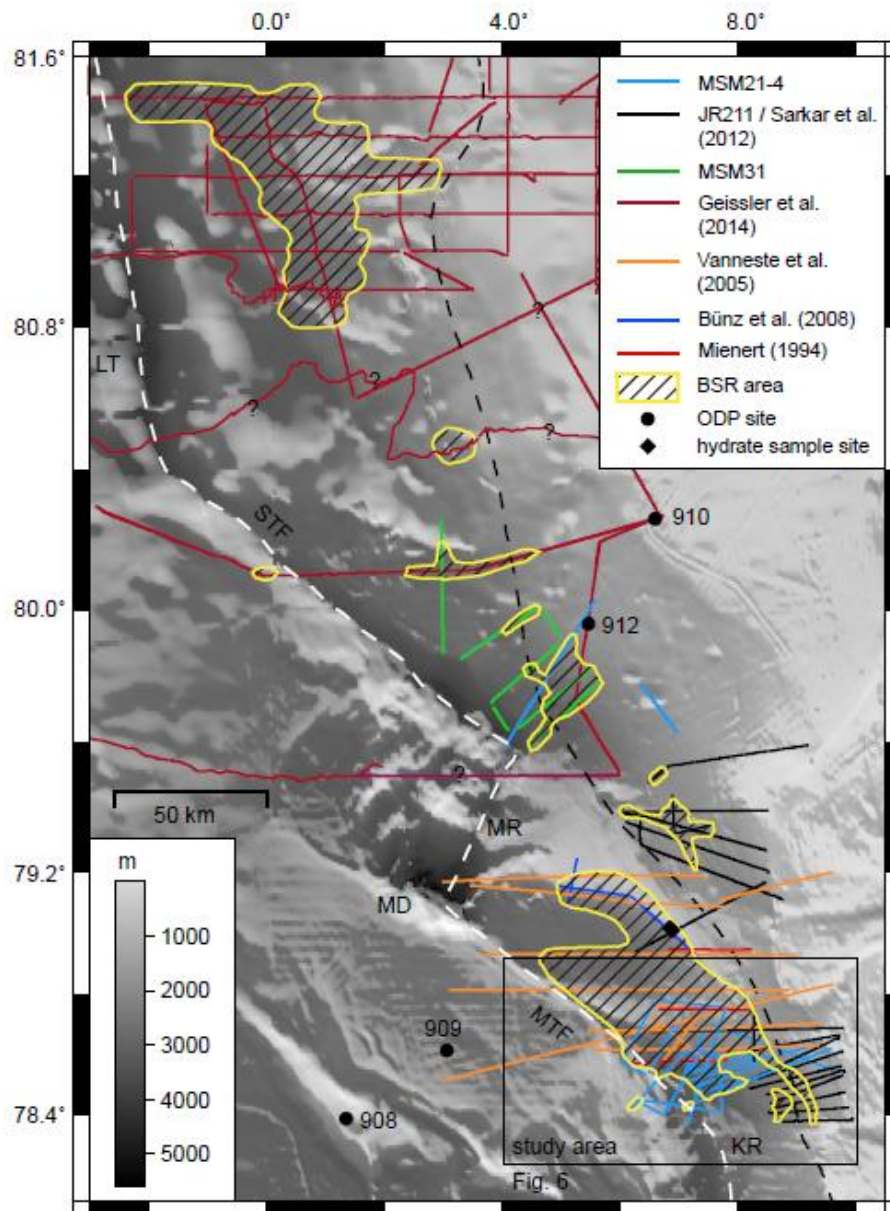 0.0˚ 4.0˚ 8.0˚
81.6˚
MSM21-4
JR211 / Sarkar et al.
(2012)
MSM31
Geissler et al.
(2014)
Vanneste et al.
(2005)
Bünz et al. (2008)
Mienert (1994)
BSR area
ODP site
hydrate sample site
?
80.8˚
LT
?
?
?
910
STF
80.0˚
912
?
50 km
MR
79.2˚
m
MD
1000
2000
MTF
909
3000
4000
78.4˚
908
5000
study area
KR
Fig. 6